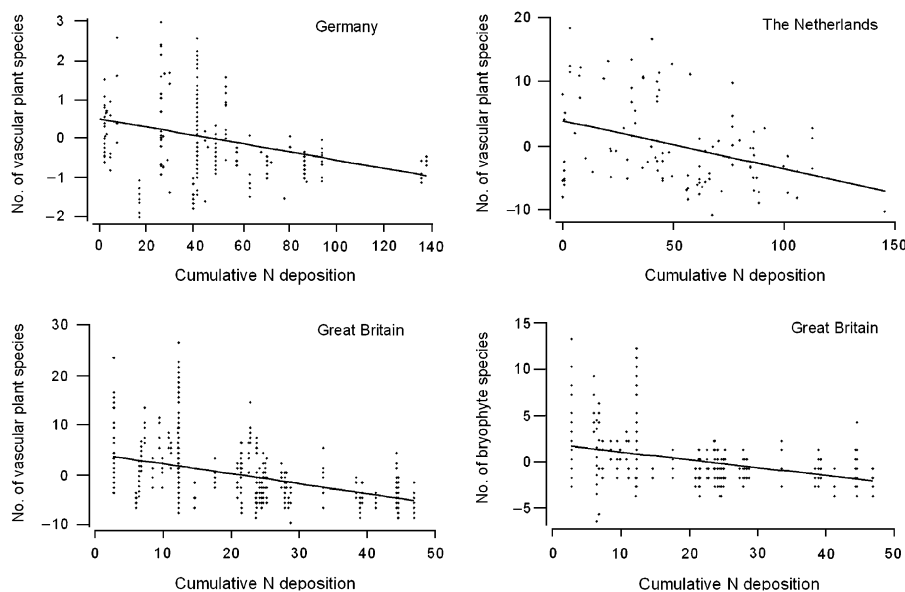 Germany
No. of vascular plant species
3
2
1
0
–1
–2
0 20 40 60 80 100 120 140
Cumulative N deposition
The Netherlands
No. of vascular plant species
20
10
0
–10
0 50 100 150
Cumulative N deposition
Great Britain
No. of vascular plant species
30
20
10
0
–10
0 10 20 30 40 50
Cumulative N deposition
Great Britain
No. of bryophyte species
15
10
5
0
–5
0 10 20 30 40 50
Cumulative N deposition